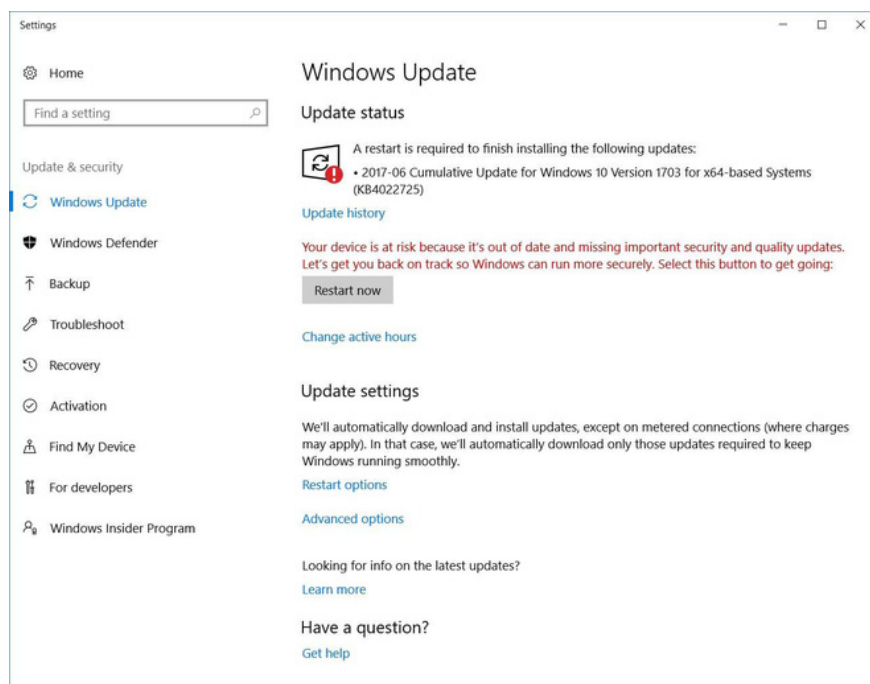 Settings
Home
Find a setting
Update & security
Windows Update
Windows Defender
Backup
Troubleshoot
Recovery
Activation
Find My Device
For developers
Windows Insider Program
Windows Update
Update status
A restart is required to finish installing the following updates:
• 2017-06 Cumulative Update for Windows 10 Version 1703 for x64-based Systems
(KB4022725)
Update history
Your device is at risk because it's out of date and missing important security and quality updates.
Let's get you back on track so Windows can run more securely. Select this button to get going:
Restart now
Change active hours
Update settings
We'll automatically download and install updates, except on metered connections (where charges
may apply). In that case, we'll automatically download only those updates required to keep
Windows running smoothly.
Restart options
Advanced options
Looking for info on the latest updates?
Learn more
Have a question?
Get help